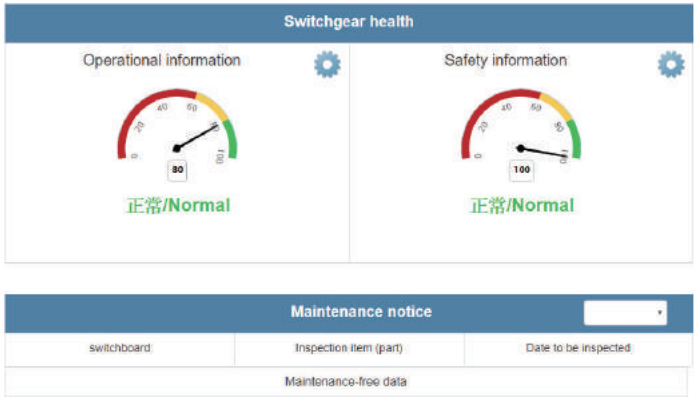 Switchgear health
Operational information
Safety information
0 20 40 60 80 100
80
0 20 40 60 80 100
100
正常/Normal
正常/Normal
Maintenance notice
switchboard
Inspection item (part)
Date to be inspected
Maintenance-free data